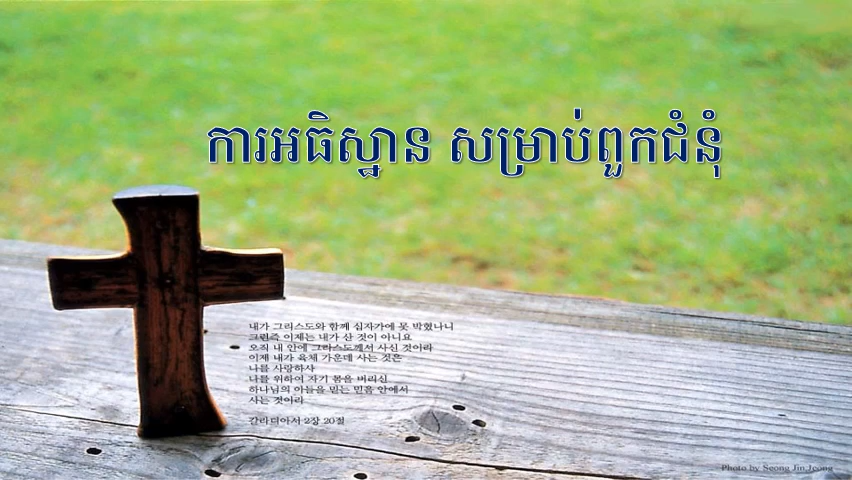 ការអធិស្ឋាន សម្រាប់ពួកជំនុំ
내가 그리스도와 함께 십자가에 못 박혔나니
그런즉 이제는 내가 산 것이 아니요
오직 내 안에 그리스도께서 사신 것이라
이제 내가 육체 가운데 사는 것은
나를 사랑하사
나를 위하여 자기 몸을 버리신
하나님의 아들을 믿는 믿음 안에서
사는 것이라
갈라디아서 2장 20절
Photo by Seong Jin,Jeong